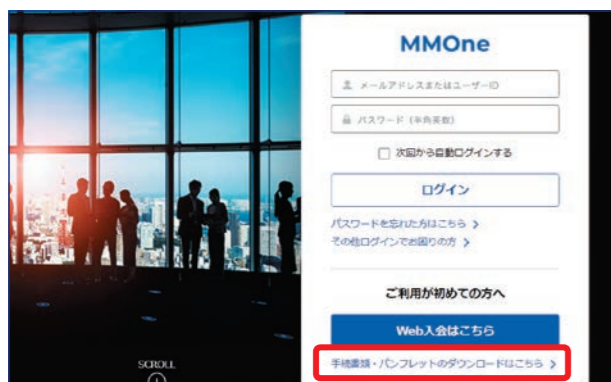 MMOne
メールアドレスまたはユーザーID
パスワード（半角英数）
次回から自動ログインする
ログイン
パスワードを忘れた方はこちら
その他ログインでお困りの方
ご利用が初めての方へ
Web入会はこちら
手続書類・パンフレットのダウンロードはこちら
SCROLL